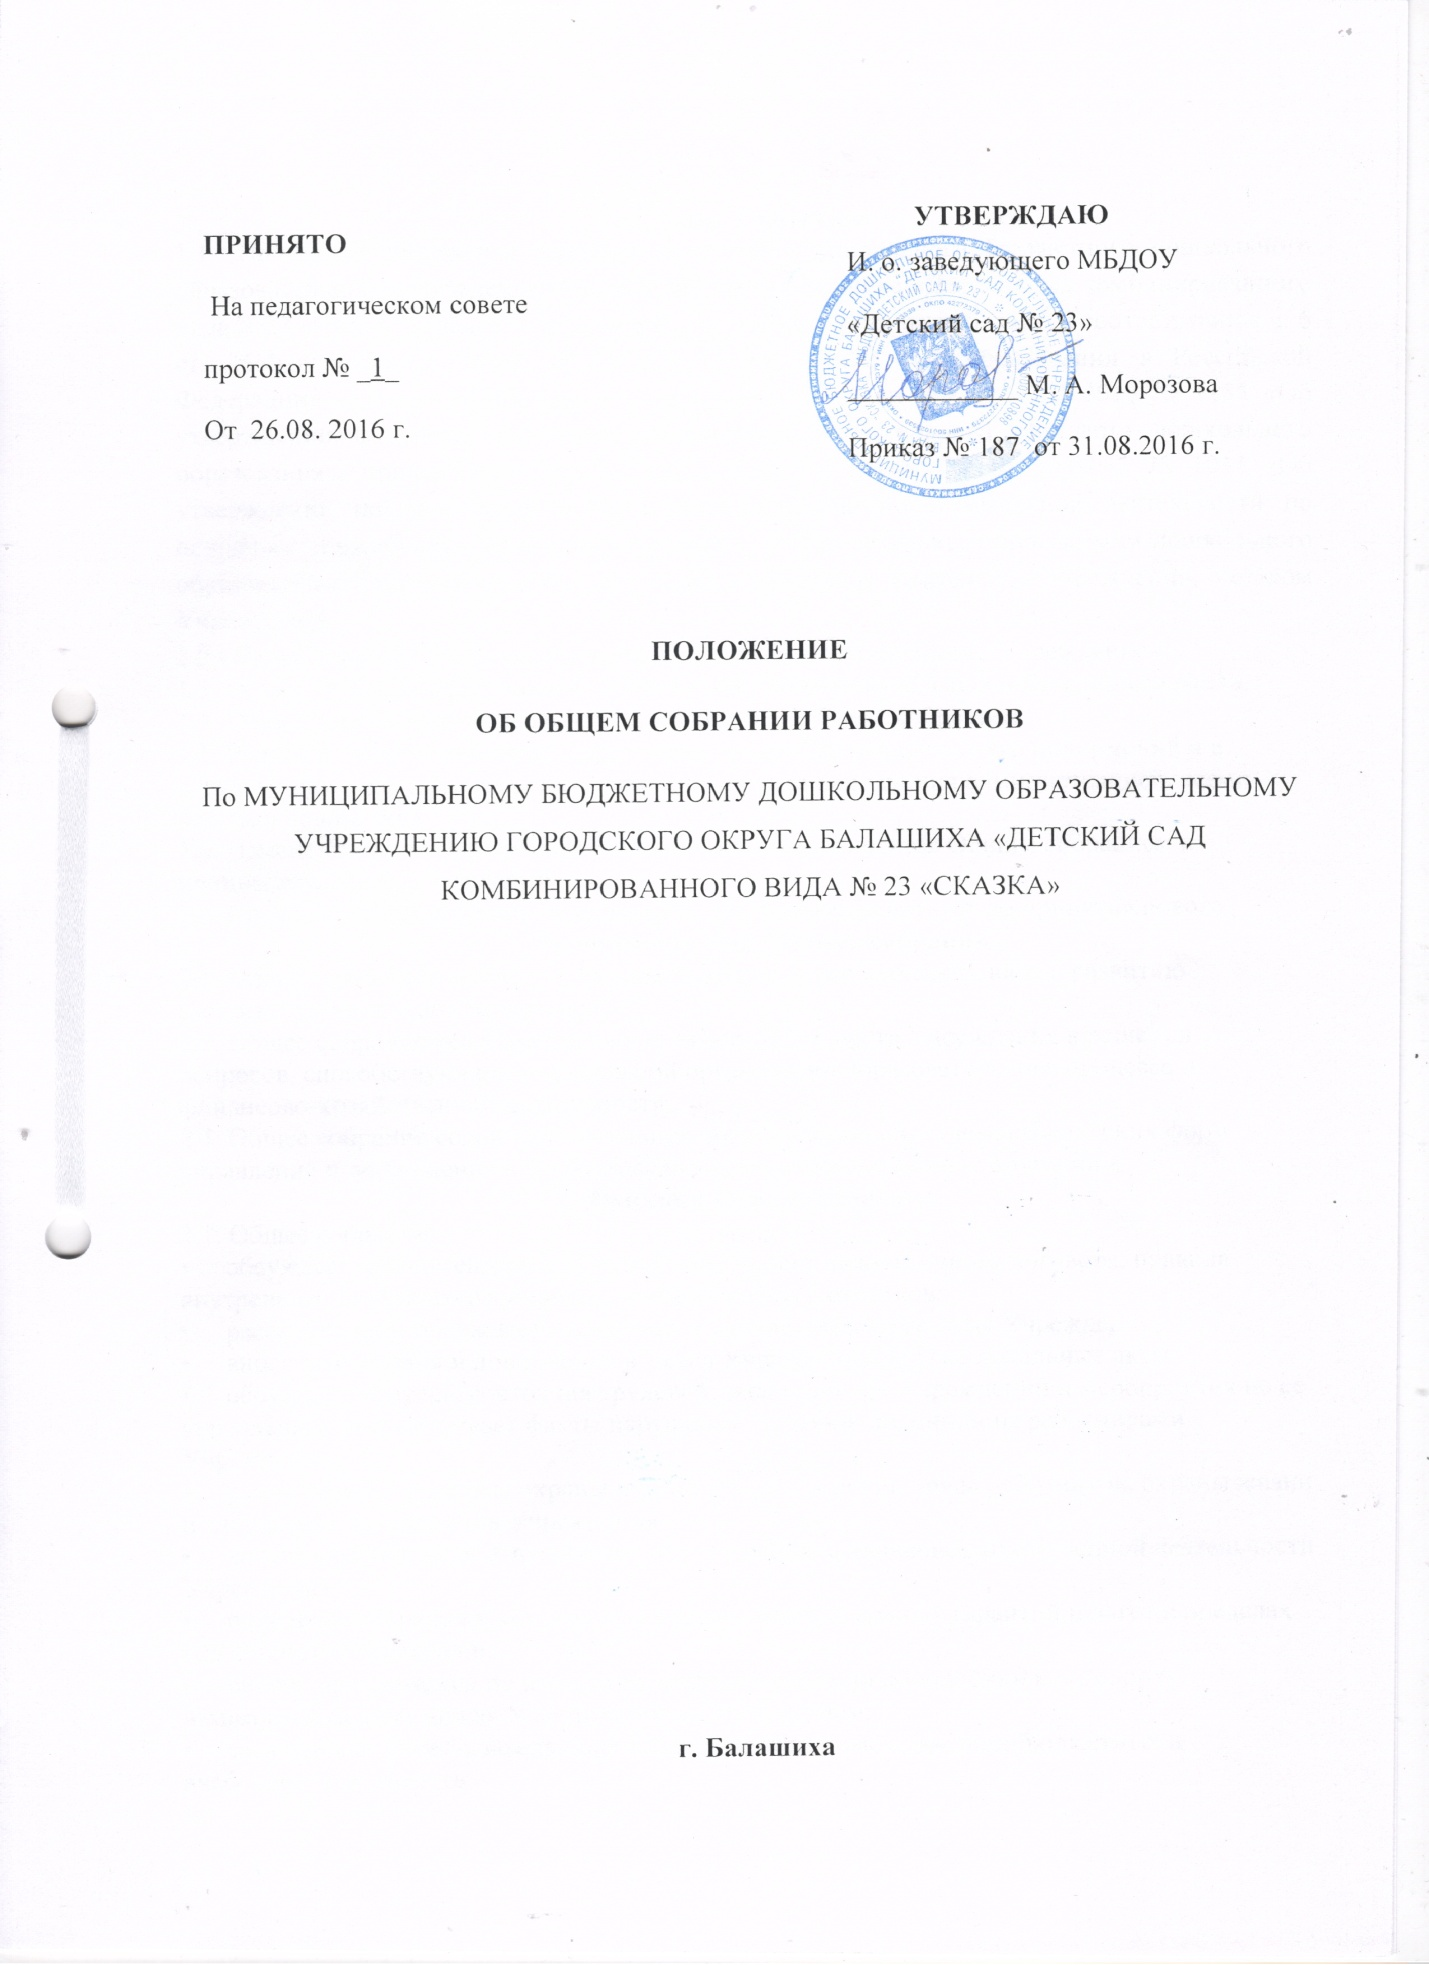 ПРИНЯТО
На педагогическом совете
протокол № _1_
От 26.08. 2016 г.
УТВЕРЖДАЮ
И. о. заведующего МБДОУ
«Детский сад № 23»
____________ М. А. Морозова
Приказ № 187 от 31.08.2016 г.
ПОЛОЖЕНИЕ
ОБ ОБЩЕМ СОБРАНИИ РАБОТНИКОВ
По МУНИЦИПАЛЬНОМУ БЮДЖЕТНОМУ ДОШКОЛЬНОМУ ОБРАЗОВАТЕЛЬНОМУ
УЧРЕЖДЕНИЮ ГОРОДСКОГО ОКРУГА БАЛАШИХА «ДЕТСКИЙ САД
КОМБИНИРОВАННОГО ВИДА № 23 «СКАЗКА»
г. Балашиха